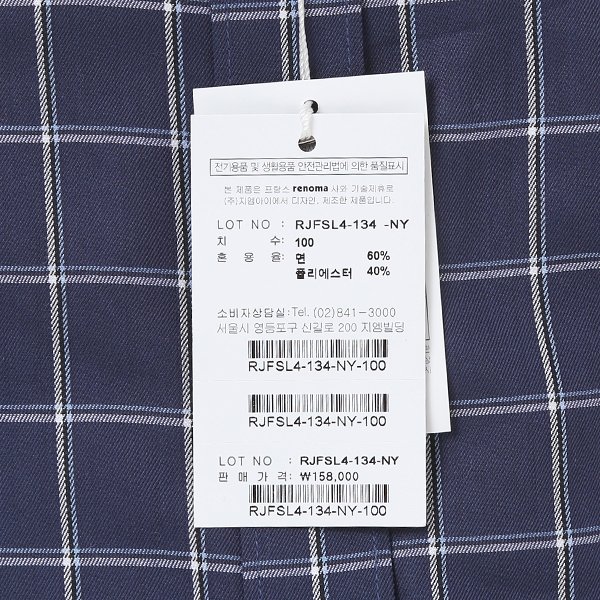 전기용품 및 생활용품 안전관리법에 의한 품질표시
본 제품은 프랑스 renoma 사와 기술제휴로
(주)지엠아이에서 디자인, 제조한 제품입니다.
LOT NO : RJFSL4-134 -NY
치 수: 100
혼 용 율: 면 60%
폴리에스터 40%
소비자상담실:Tel. (02)841-3000
서울시 영등포구 신길로 200 지엠빌딩
RJFSL4-134-NY-100
RJFSL4-134-NY-100
LOT NO : RJFSL4-134-NY
판 매 가 격: ₩158,000
RJFSL4-134-NY-100